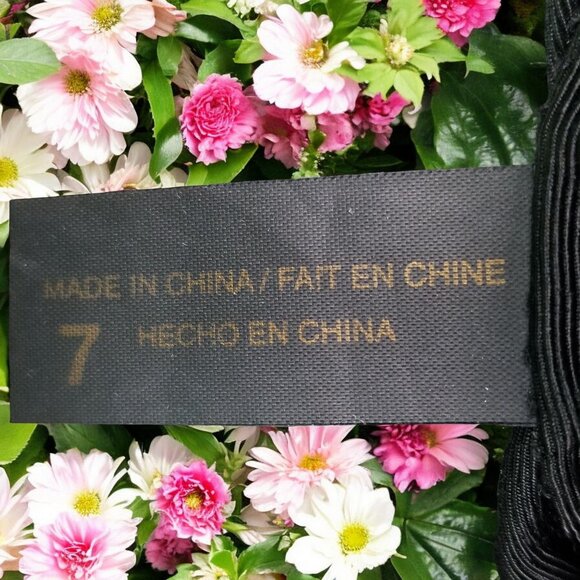 MADE IN CHINA / FAIT EN CHINE
7 HECHO EN CHINA